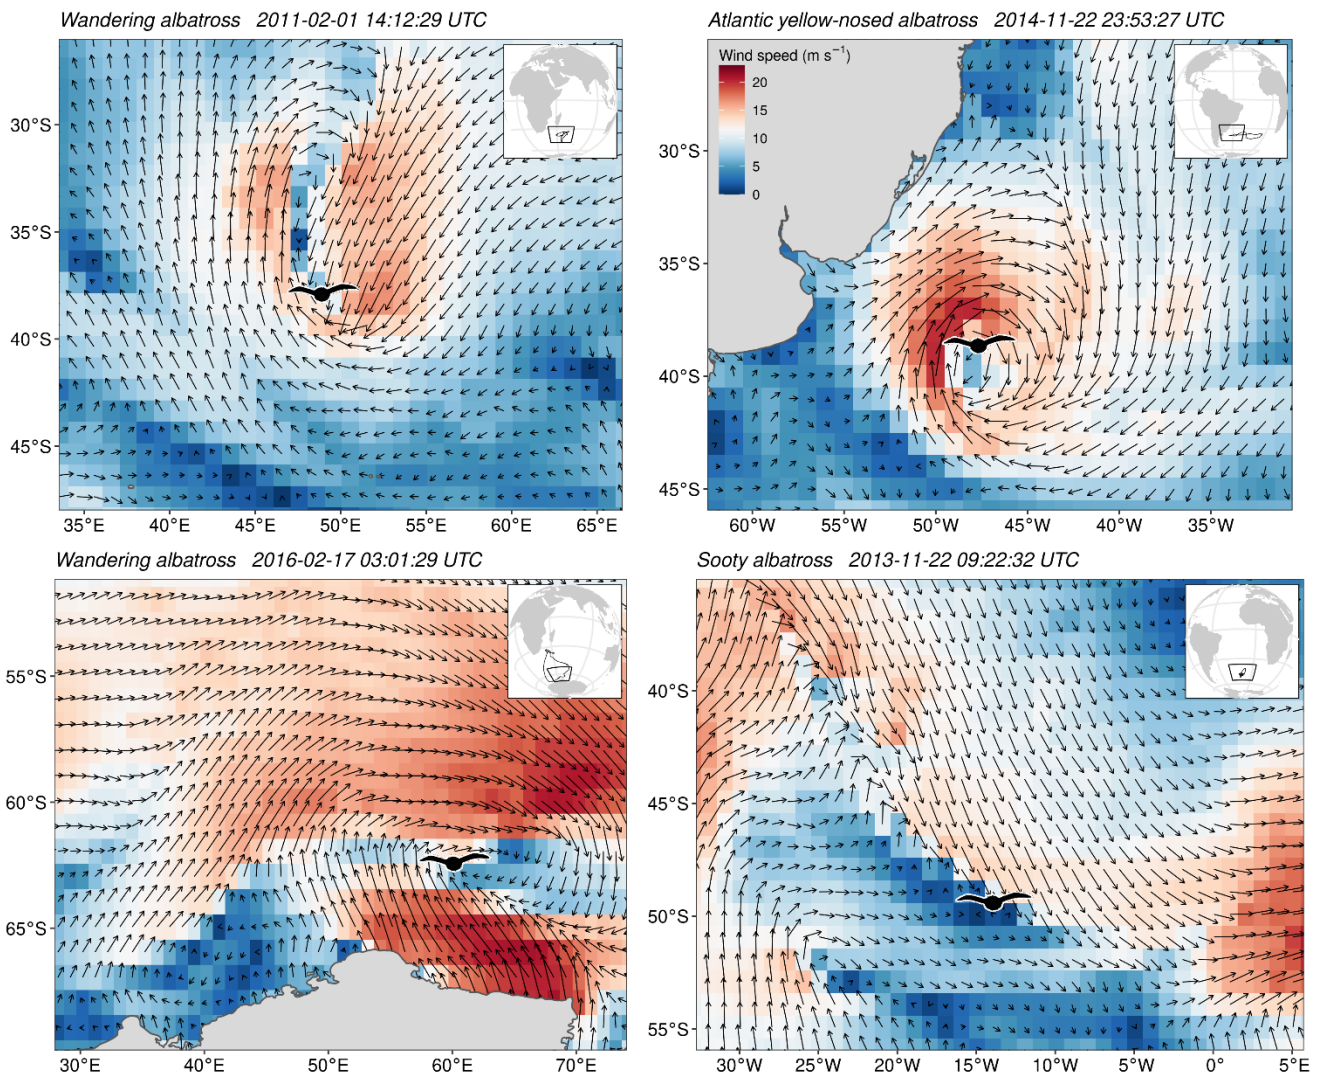 Wandering albatross 2011-02-01 14:12:29 UTC
Atlantic yellow-nosed albatross 2014-11-22 23:53:27 UTC
30°S
35°S
40°S
45°S
35°E 40°E 45°E 50°E 55°E 60°E 65°E
Wind speed (m s⁻¹)
20
15
10
5
0
30°S
35°S
40°S
45°S
60°W 55°W 50°W 45°W 40°W 35°W
Wandering albatross 2016-02-17 03:01:29 UTC
Sooty albatross 2013-11-22 09:22:32 UTC
55°S
60°S
65°S
30°E 40°E 50°E 60°E 70°E
40°S
45°S
50°S
55°S
30°W 25°W 20°W 15°W 10°W 5°W 0° 5°E